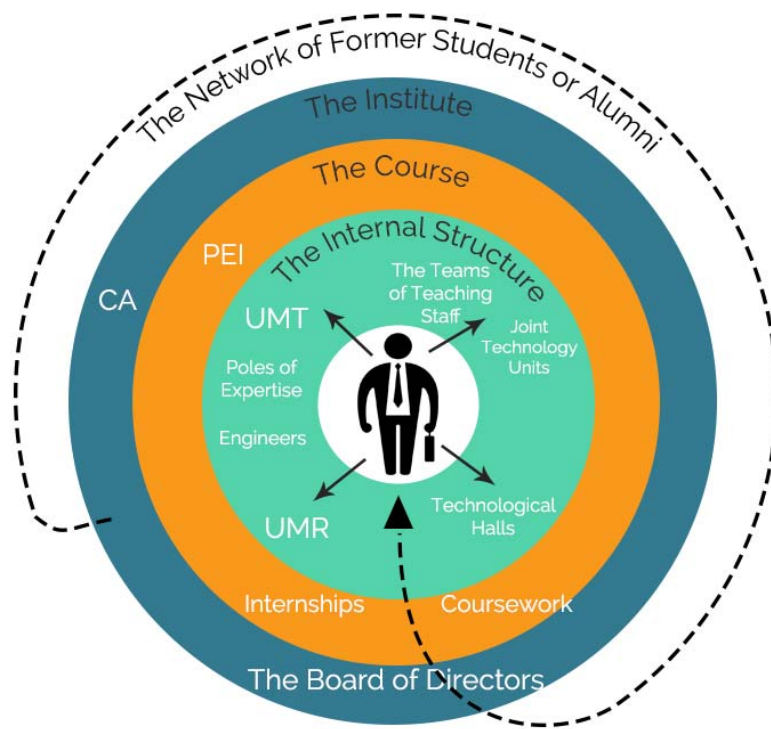 The Network of Former Students or Alumni
The Institute
The Course
The Internal Structure
PEI
CA
The Teams
of Teaching
Staff
UMT
Joint
Technology
Units
Poles of
Expertise
Engineers
UMR
Technological
Halls
Internships
Coursework
The Board of Directors